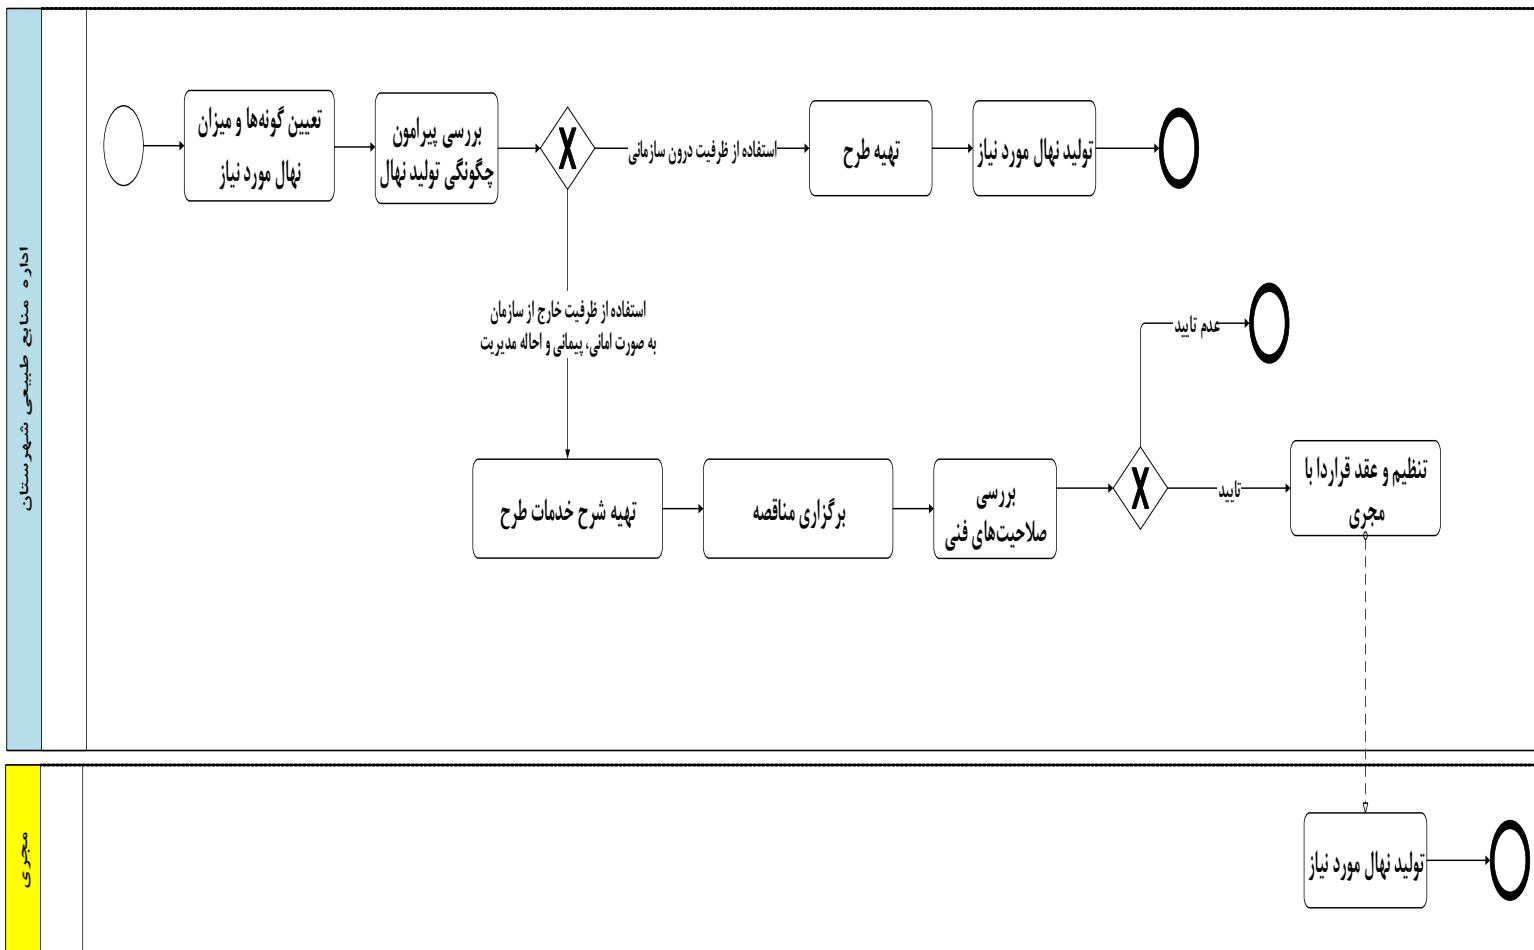 اداره منابع طبیعی شهرستان
تعیین گونه‌ها و میزان
نهال مورد نیاز
بررسی پیرامون
چگونگی تولید نهال
X
استفاده از ظرفیت درون سازمانی
تهیه طرح
تولید نهال مورد نیاز
استفاده از ظرفیت خارج از سازمان
به صورت امانی، پیمانی و احاله مدیریت
عدم تایید
تهیه شرح خدمات طرح
برگزاری مناقصه
بررسی
صلاحیت‌های فنی
X
تایید
تنظیم و عقد قراردا با
مجری
مجری
تولید نهال مورد نیاز